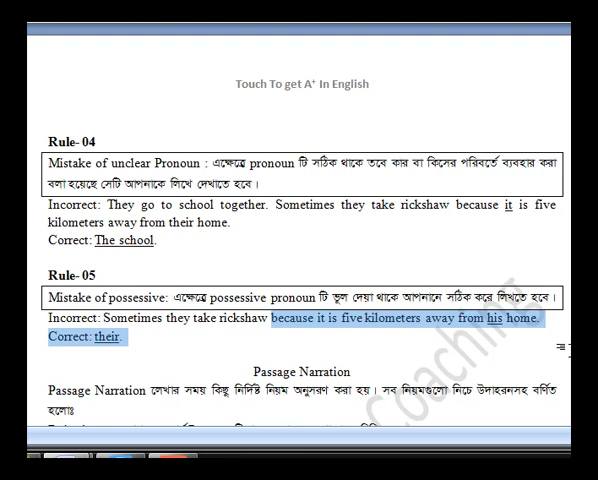 Touch To get A⁺ In English
Rule- 04
Mistake of unclear Pronoun : এক্ষেত্রে pronoun টি সঠিক থাকে তবে কার বা কিসের পরিবর্তে ব্যবহার করা
বলা হয়েছে সেটি আপনাকে লিখে দেখাতে হবে।
Incorrect: They go to school together. Sometimes they take rickshaw because it is five
kilometers away from their home.
Correct: The school.
Rule- 05
Mistake of possessive: এক্ষেত্রে possessive pronoun টি ভুল দেয়া থাকে আপনানে সঠিক করে লিখতে হবে।
Incorrect: Sometimes they take rickshaw because it is five kilometers away from his home.
Correct: their.
Coaching
Passage Narration
Passage Narration লেখার সময় কিছু নির্দিষ্ট নিয়ম অনুসরণ করা হয়। সব নিয়মগুলো নিচে উদাহরনসহ বর্ণিত
হলোঃ